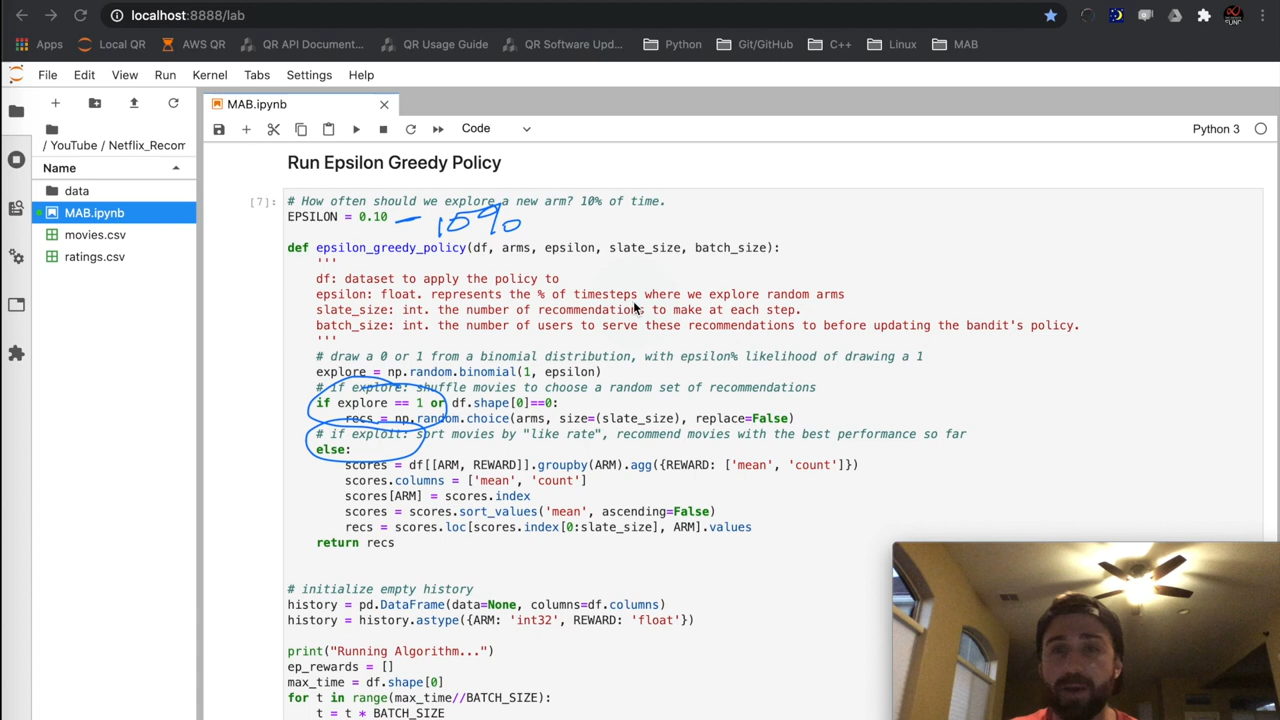 localhost:8888/lab
Apps Local QR AWS QR QR API Document... QR Usage Guide QR Software Upd... Python Git/GitHub C++ Linux MAB
File Edit View Run Kernel Tabs Settings Help
MAB.ipynb
Code
Python 3
/ YouTube / Netflix_Recom
Name
data
MAB.ipynb
movies.csv
ratings.csv
Run Epsilon Greedy Policy
[7]:
# How often should we explore a new arm? 10% of time.
EPSILON = 0.10 - 10%
def epsilon_greedy_policy(df, arms, epsilon, slate_size, batch_size):
'''
df: dataset to apply the policy to
epsilon: float. represents the % of timesteps where we explore random arms
slate_size: int. the number of recommendations to make at each step.
batch_size: int. the number of users to serve these recommendations to before updating the bandit's policy.
'''
# draw a 0 or 1 from a binomial distribution, with epsilon% likelihood of drawing a 1
explore = np.random.binomial(1, epsilon)
# if explore: shuffle movies to choose a random set of recommendations
if explore == 1 or df.shape[0]==0:
recs = np.random.choice(arms, size=(slate_size), replace=False)
# if exploit: sort movies by "like rate", recommend movies with the best performance so far
else:
scores = df[[ARM, REWARD]].groupby(ARM).agg({REWARD: ['mean', 'count']})
scores.columns = ['mean', 'count']
scores[ARM] = scores.index
scores = scores.sort_values('mean', ascending=False)
recs = scores.loc[scores.index[0:slate_size], ARM].values
return recs
# initialize empty history
history = pd.DataFrame(data=None, columns=df.columns)
history = history.astype({ARM: 'int32', REWARD: 'float'})
print("Running Algorithm...")
ep_rewards = []
max_time = df.shape[0]
for t in range(max_time//BATCH_SIZE):
t = t * BATCH_SIZE